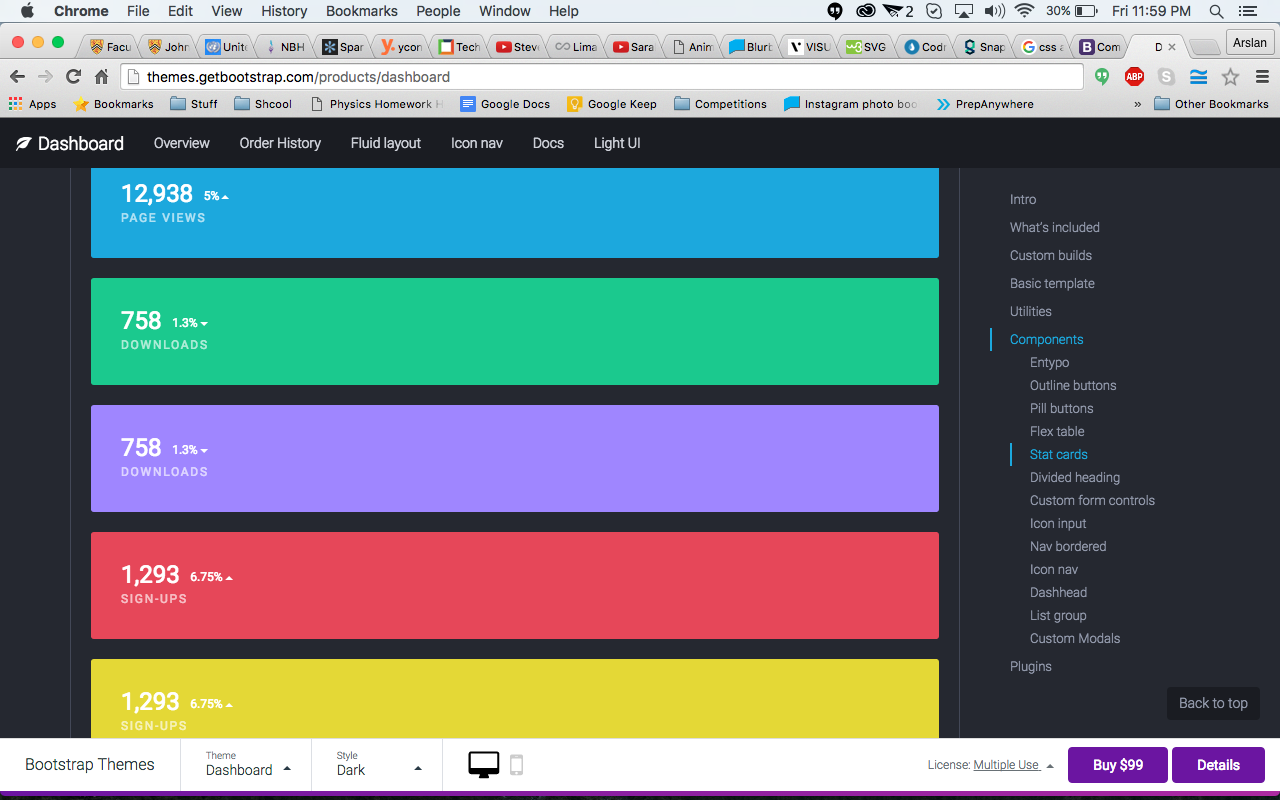 Chrome File Edit View History Bookmarks People Window Help 2 30% Fri 11:59 PM
Facu John Unite NBH Spar ycon Tech Steve Lima Sara Anim Blurb VISU SVG Codr Snap css a Com D Arslan
themes.getbootstrap.com/products/dashboard ABP
Apps Bookmarks Stuff Shcool Physics Homework H Google Docs Google Keep Competitions Instagram photo boo PrepAnywhere » Other Bookmarks
Dashboard Overview Order History Fluid layout Icon nav Docs Light UI
12,938 5%
PAGE VIEWS
758 1.3%
DOWNLOADS
758 1.3%
DOWNLOADS
1,293 6.75%
SIGN-UPS
1,293 6.75%
SIGN-UPS
Intro
What's included
Custom builds
Basic template
Utilities
Components
Entypo
Outline buttons
Pill buttons
Flex table
Stat cards
Divided heading
Custom form controls
Icon input
Nav bordered
Icon nav
Dashhead
List group
Custom Modals
Plugins
Back to top
Bootstrap Themes
Theme
Dashboard
Style
Dark
License: Multiple Use
Buy $99
Details